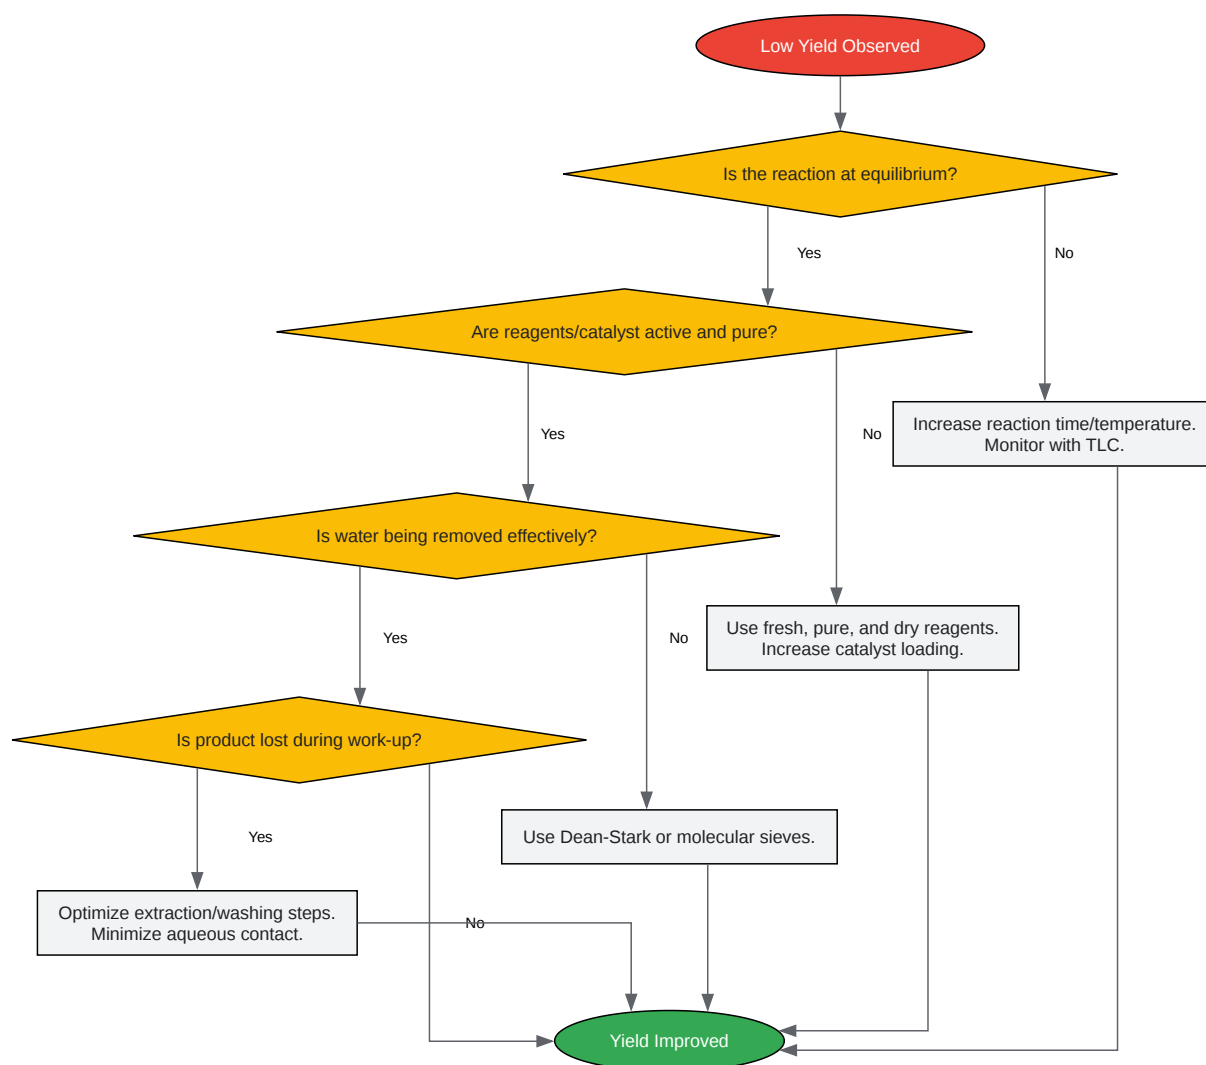 Low Yield Observed
Is the reaction at equilibrium?
Yes
No
Are reagents/catalyst active and pure?
Increase reaction time/temperature.
Monitor with TLC.
Yes
No
Is water being removed effectively?
Use fresh, pure, and dry reagents.
Increase catalyst loading.
Yes
No
Is product lost during work-up?
Use Dean-Stark or molecular sieves.
Yes
Optimize extraction/washing steps.
Minimize aqueous contact.
No
Yield Improved